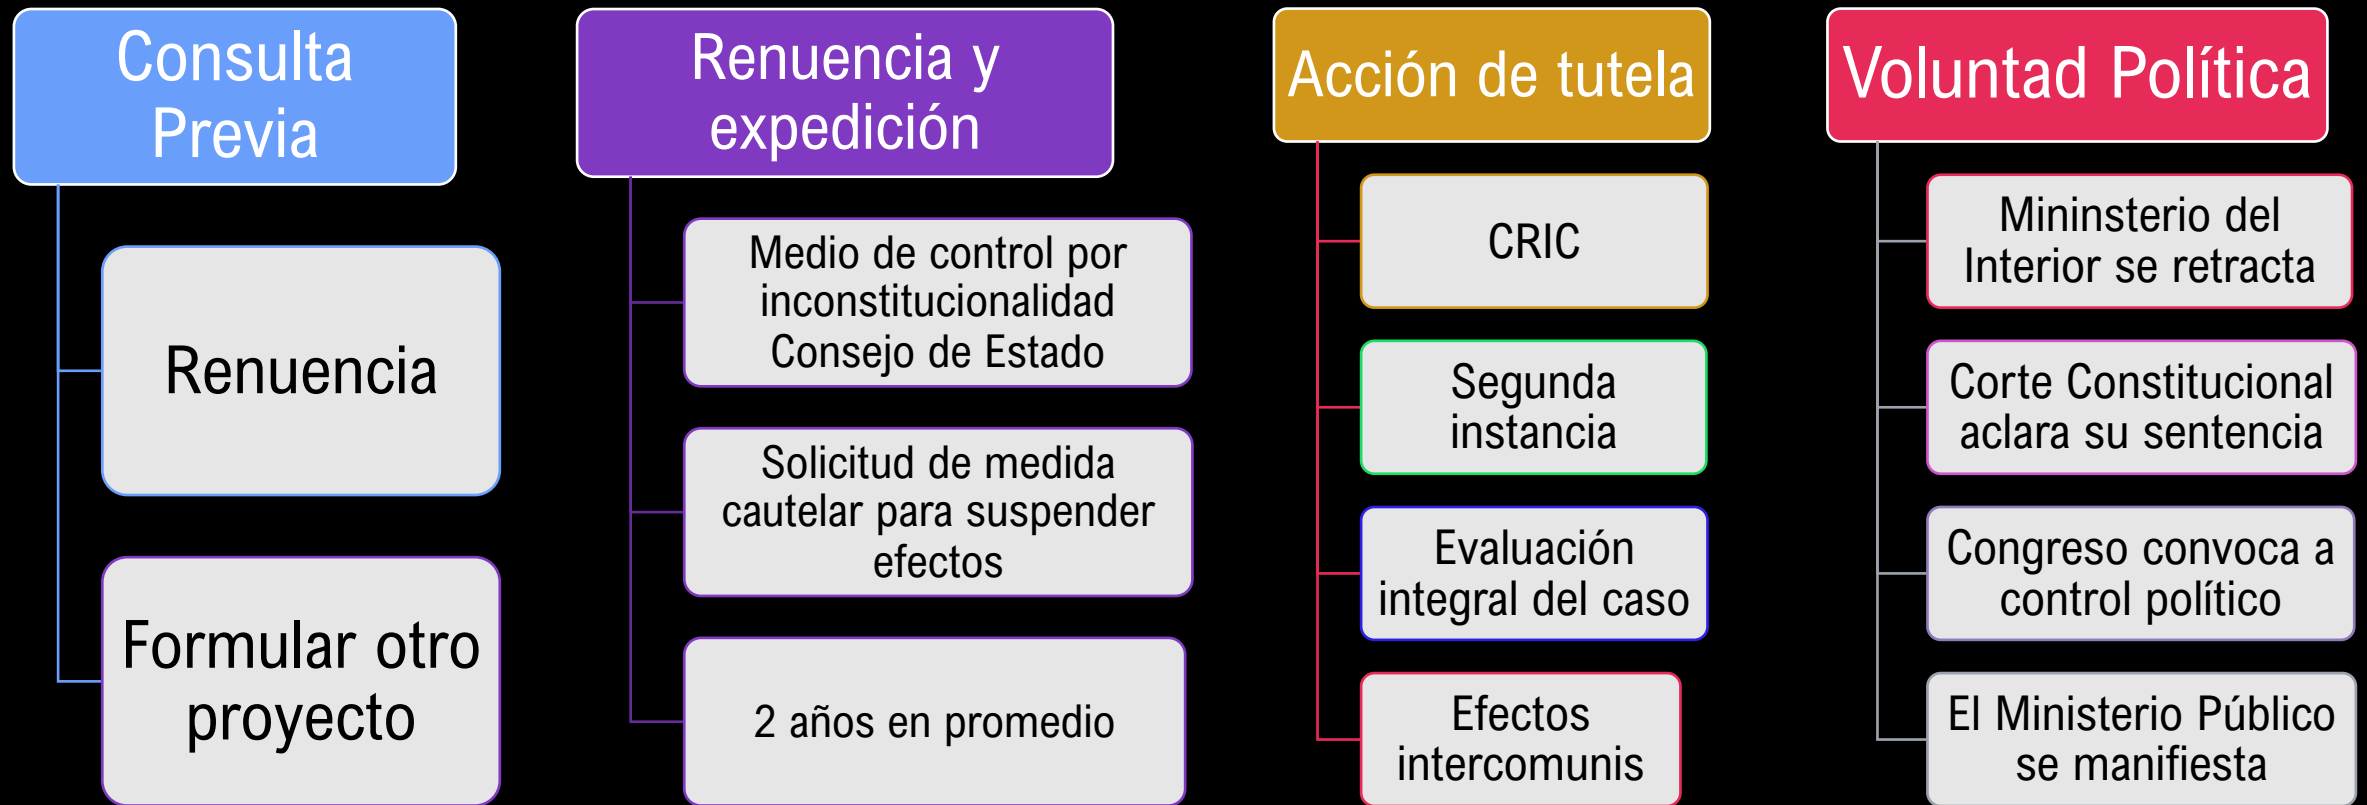 Consulta
Previa
Renuencia
Formular otro
proyecto
Renuencia y
expedición
Medio de control por
inconstitucionalidad
Consejo de Estado
Solicitud de medida
cautelar para suspender
efectos
2 años en promedio
Acción de tutela
CRIC
Segunda
instancia
Evaluación
integral del caso
Efectos
intercomunis
Voluntad Política
Mininsterio del
Interior se retracta
Corte Constitucional
aclara su sentencia
Congreso convoca a
control político
El Ministerio Público
se manifiesta